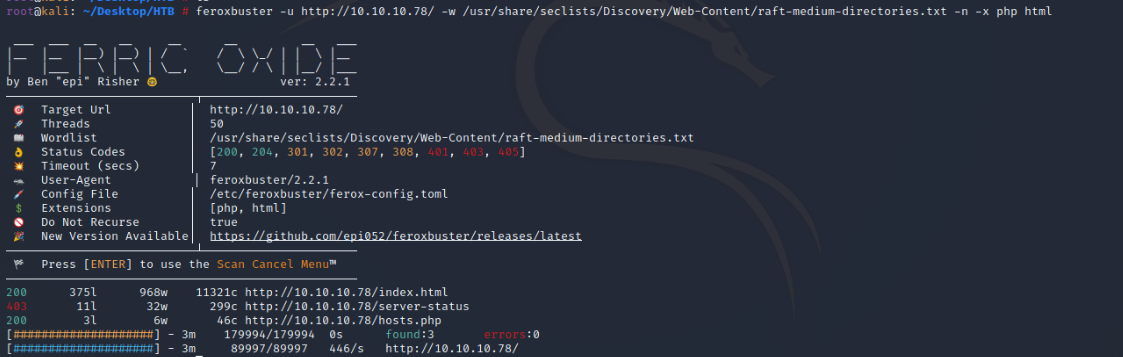 root@kali: ~/Desktop/HTB # feroxbuster -u http://10.10.10.78/ -w /usr/share/seclists/Discovery/Web-Content/raft-medium-directories.txt -n -x php html
FERRIC OXIDE
by Ben "epi" Risher 🤓 ver: 2.2.1
🎯 Target Url │ http://10.10.10.78/
🚀 Threads │ 50
📖 Wordlist │ /usr/share/seclists/Discovery/Web-Content/raft-medium-directories.txt
👌 Status Codes │ [200, 204, 301, 302, 307, 308, 401, 403, 405]
💥 Timeout (secs) │ 7
🦡 User-Agent │ feroxbuster/2.2.1
💉 Config File │ /etc/feroxbuster/ferox-config.toml
💲 Extensions │ [php, html]
🚫 Do Not Recurse │ true
🎉 New Version Available │ https://github.com/epi052/feroxbuster/releases/latest
🏁 Press [ENTER] to use the Scan Cancel Menu™
200 375l 968w 11321c http://10.10.10.78/index.html
403 11l 32w 299c http://10.10.10.78/server-status
200 3l 6w 46c http://10.10.10.78/hosts.php
[####################] - 3m 179994/179994 0s found:3 errors:0
[####################] - 3m 89997/89997 446/s http://10.10.10.78/